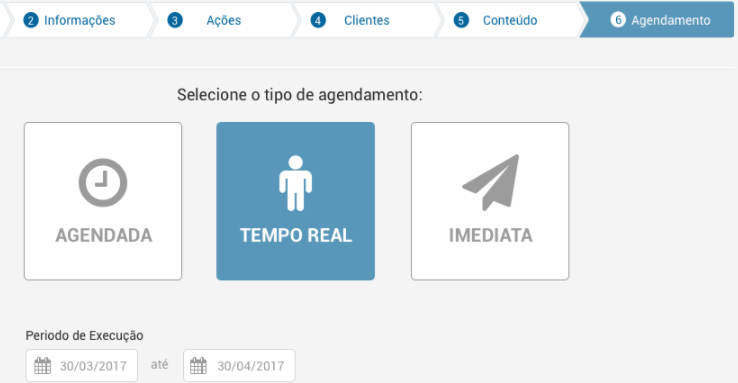 2 Informações 3 Ações 4 Clientes 5 Conteúdo 6 Agendamento
Selecione o tipo de agendamento:
AGENDADA TEMPO REAL IMEDIATA
Periodo de Execução
30/03/2017 até 30/04/2017